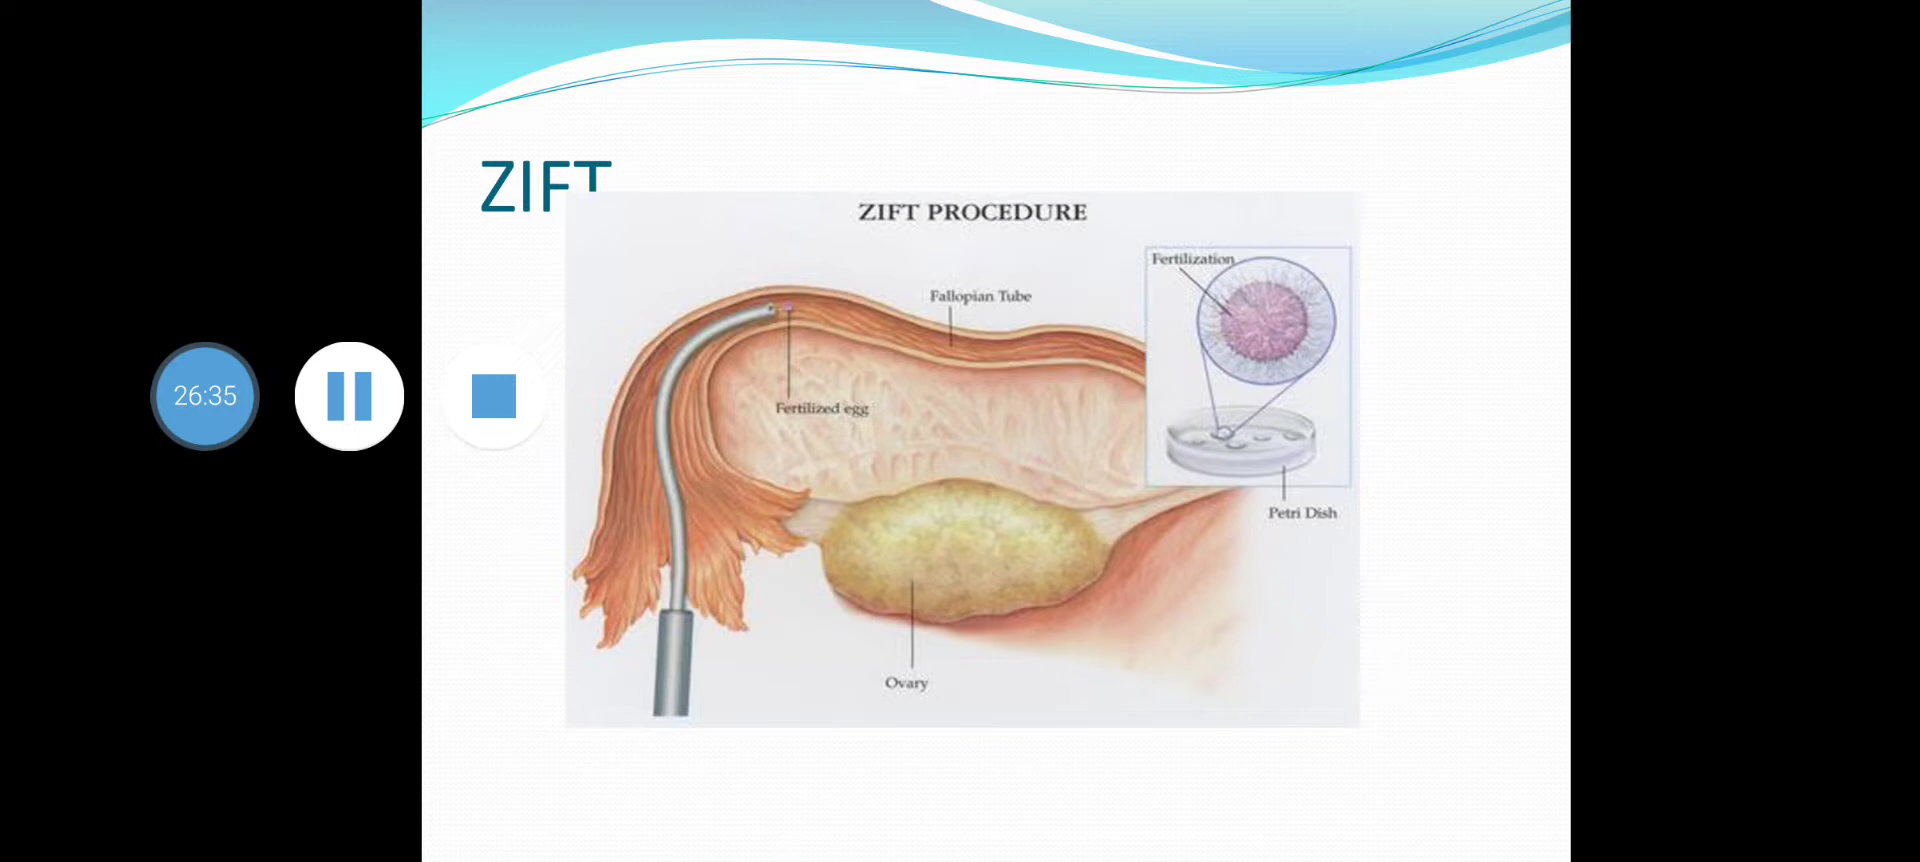 ZIFT
ZIFT PROCEDURE
Fertilization
Fallopian Tube
26:35
Fertilized egg
Petri Dish
Ovary